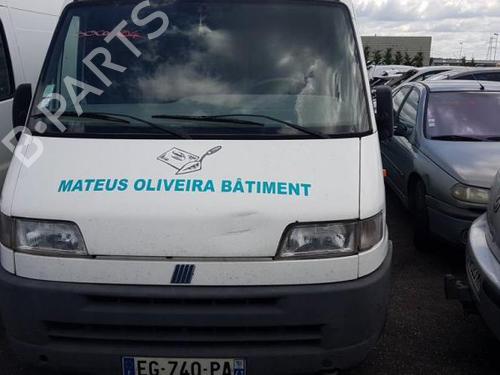 B-PARTS
MATEUS OLIVEIRA BÂTIMENT
EG-740-PA